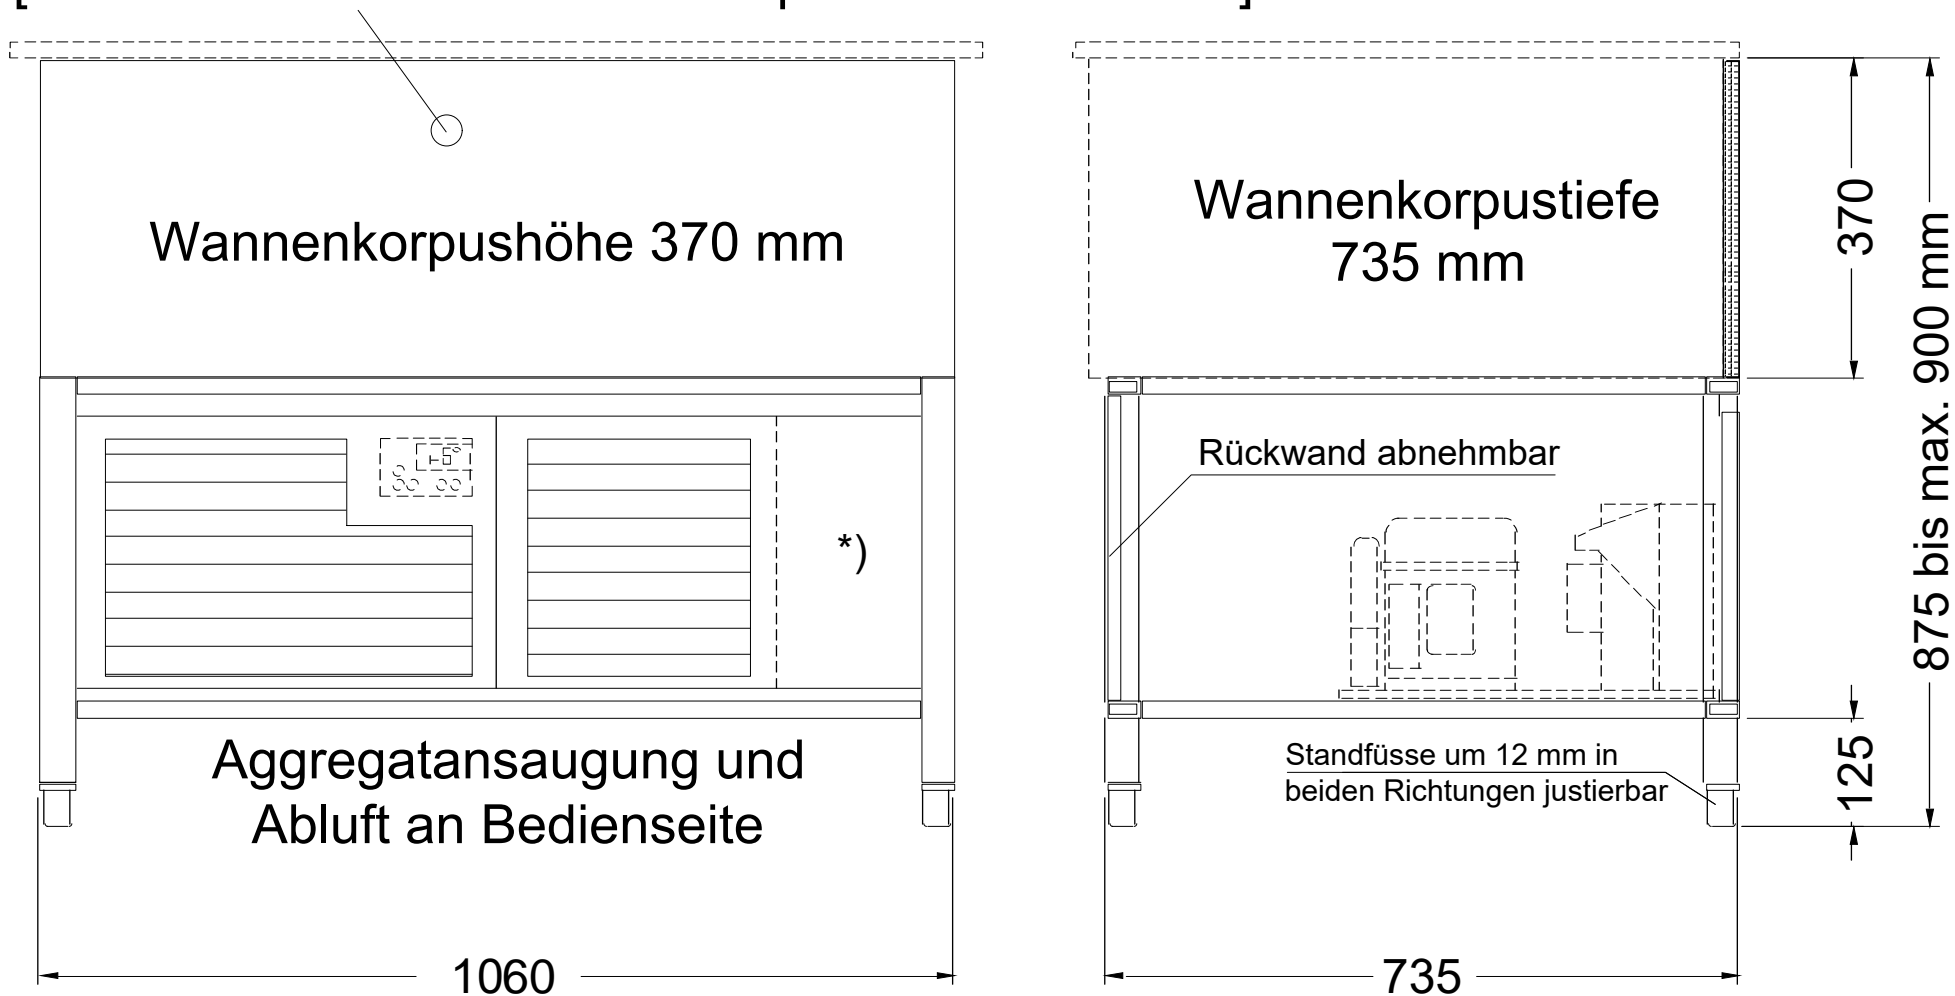 Wannenkorpushöhe 370 mm
Wannenkorpustiefe
735 mm
370
875 bis max. 900 mm
Rückwand abnehmbar
*)
Aggregatansaugung und
Abluft an Bedienseite
Standfüsse um 12 mm in
beiden Richtungen justierbar
125
1060
735